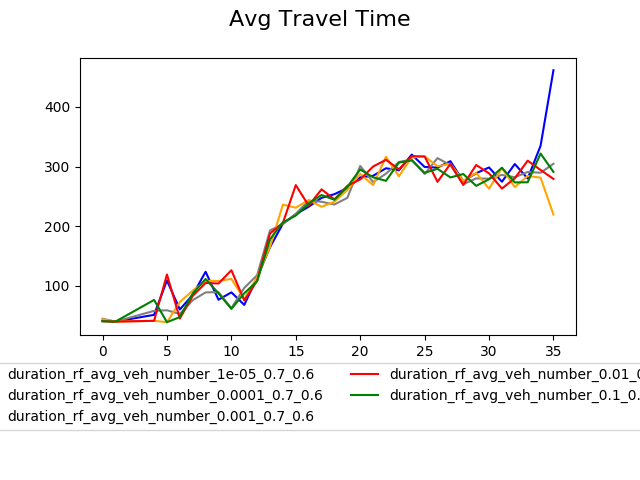 Avg Travel Time
400
300
200
100
0 5 10 15 20 25 30 35
duration_rf_avg_veh_number_1e-05_0.7_0.6
duration_rf_avg_veh_number_0.0001_0.7_0.6
duration_rf_avg_veh_number_0.001_0.7_0.6
duration_rf_avg_veh_number_0.01_0
duration_rf_avg_veh_number_0.1_0.